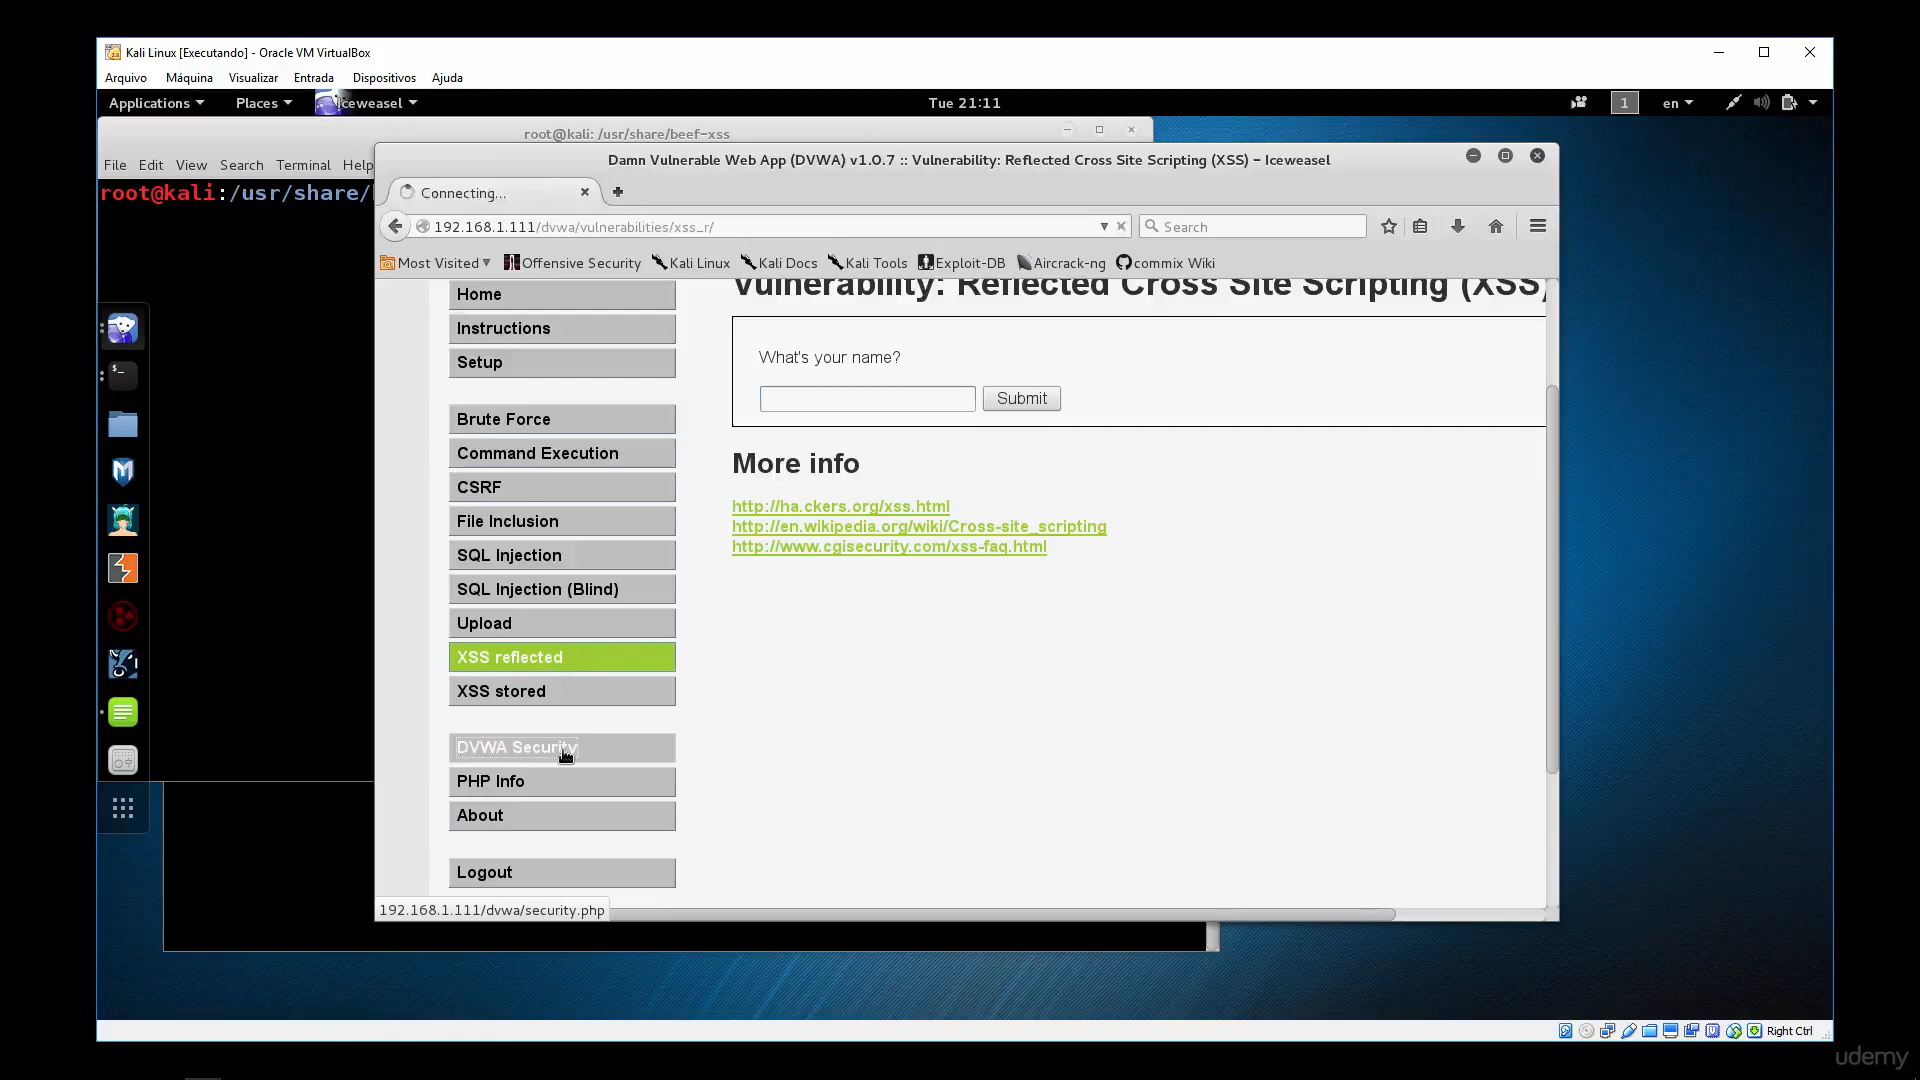 Kali Linux [Executando] - Oracle VM VirtualBox
Arquivo Máquina Visualizar Entrada Dispositivos Ajuda
Applications Places Iceweasel Tue 21:11 1 en
root@kali: /usr/share/beef-xss
File Edit View Search Terminal Help
root@kali:/usr/share/
Damn Vulnerable Web App (DVWA) v1.0.7 :: Vulnerability: Reflected Cross Site Scripting (XSS) - Iceweasel
Connecting...
192.168.1.111/dvwa/vulnerabilities/xss_r/ Search
Most Visited Offensive Security Kali Linux Kali Docs Kali Tools Exploit-DB Aircrack-ng commix Wiki
Vulnerability: Reflected Cross Site Scripting (XSS)
Home
Instructions
Setup
Brute Force
Command Execution
CSRF
File Inclusion
SQL Injection
SQL Injection (Blind)
Upload
XSS reflected
XSS stored
DVWA Security
PHP Info
About
Logout
What's your name?
Submit
More info
http://ha.ckers.org/xss.html
http://en.wikipedia.org/wiki/Cross-site_scripting
http://www.cgisecurity.com/xss-faq.html
192.168.1.111/dvwa/security.php
Right Ctrl
udemy